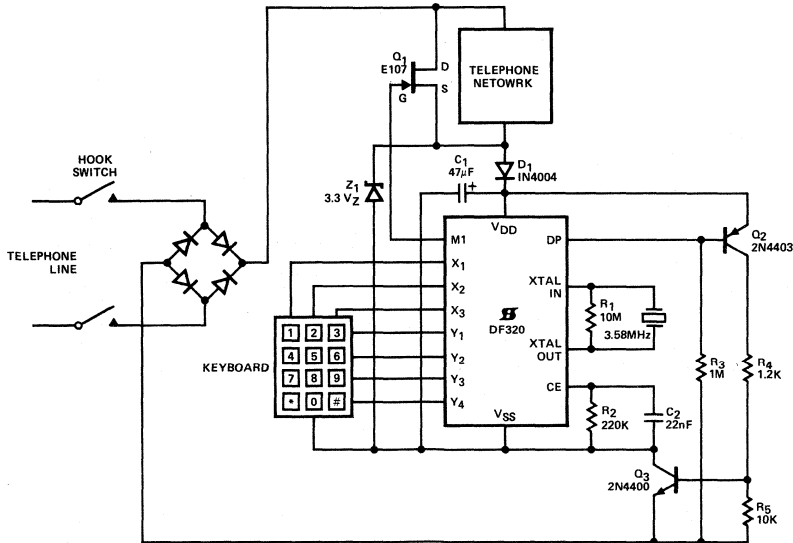 Q1
E107
D
S
G
TELEPHONE
NETOWRK
HOOK
SWITCH
C1
47µF
+
D1
IN4004
Z1
3.3 VZ
VDD
Q2
2N4403
TELEPHONE
LINE
M1
DP
X1
X2
X3
Y1
Y2
Y3
Y4
XTAL
IN
R1
10M
3.58MHz
DF320
XTAL
OUT
KEYBOARD
1 2 3
4 5 6
7 8 9
* 0 #
R3
1M
R4
1.2K
CE
VSS
R2
220K
C2
22nF
Q3
2N4400
R5
10K